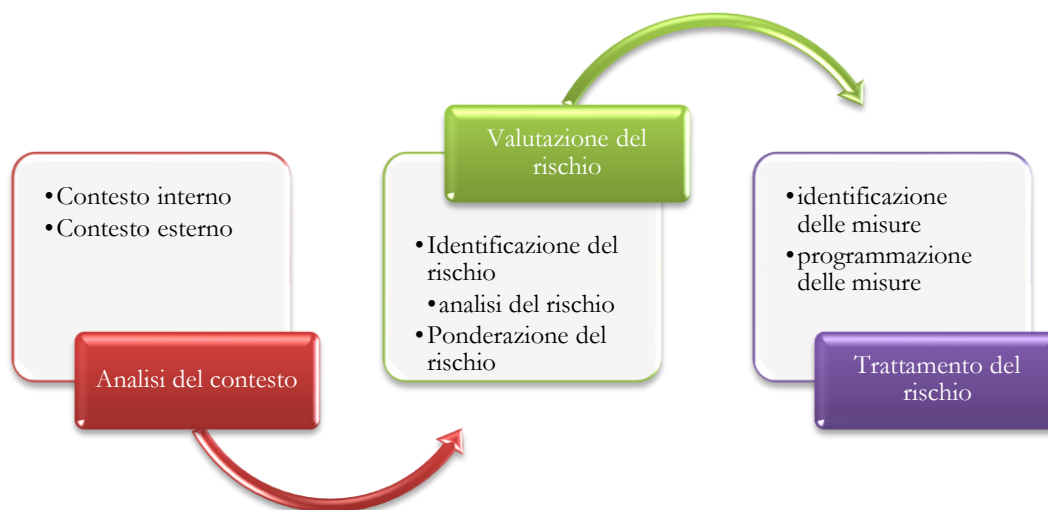 •Contesto interno
•Contesto esterno
Analisi del contesto
Valutazione del
rischio
•Identificazione del
rischio
•analisi del rischio
•Ponderazione del
rischio
•identificazione
delle misure
•programmazione
delle misure
Trattamento del
rischio